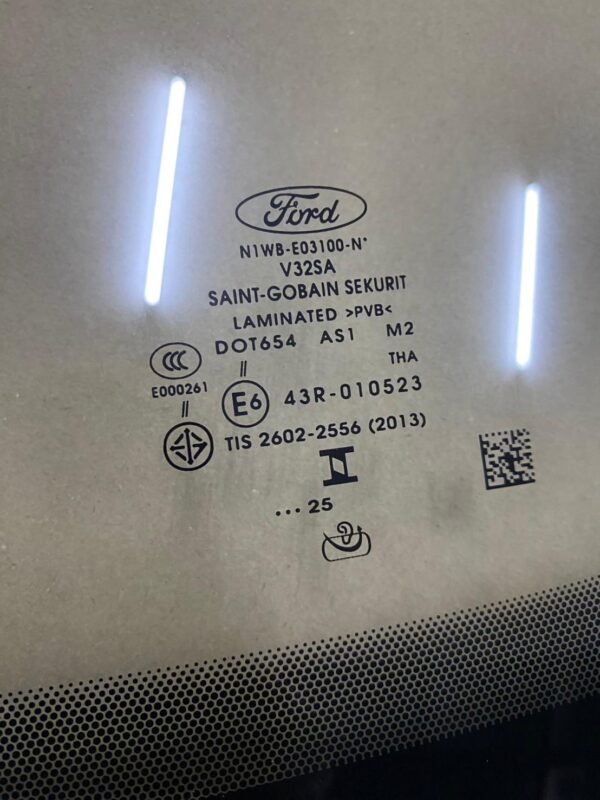 Ford
N1WB-E03100-N*
V32SA
SAINT-GOBAIN SEKURIT
LAMINATED >PVB<
DOT654 AS1 M2
CCC
THA
E000261
E6 43R-010523
TIS 2602-2556 (2013)
...25